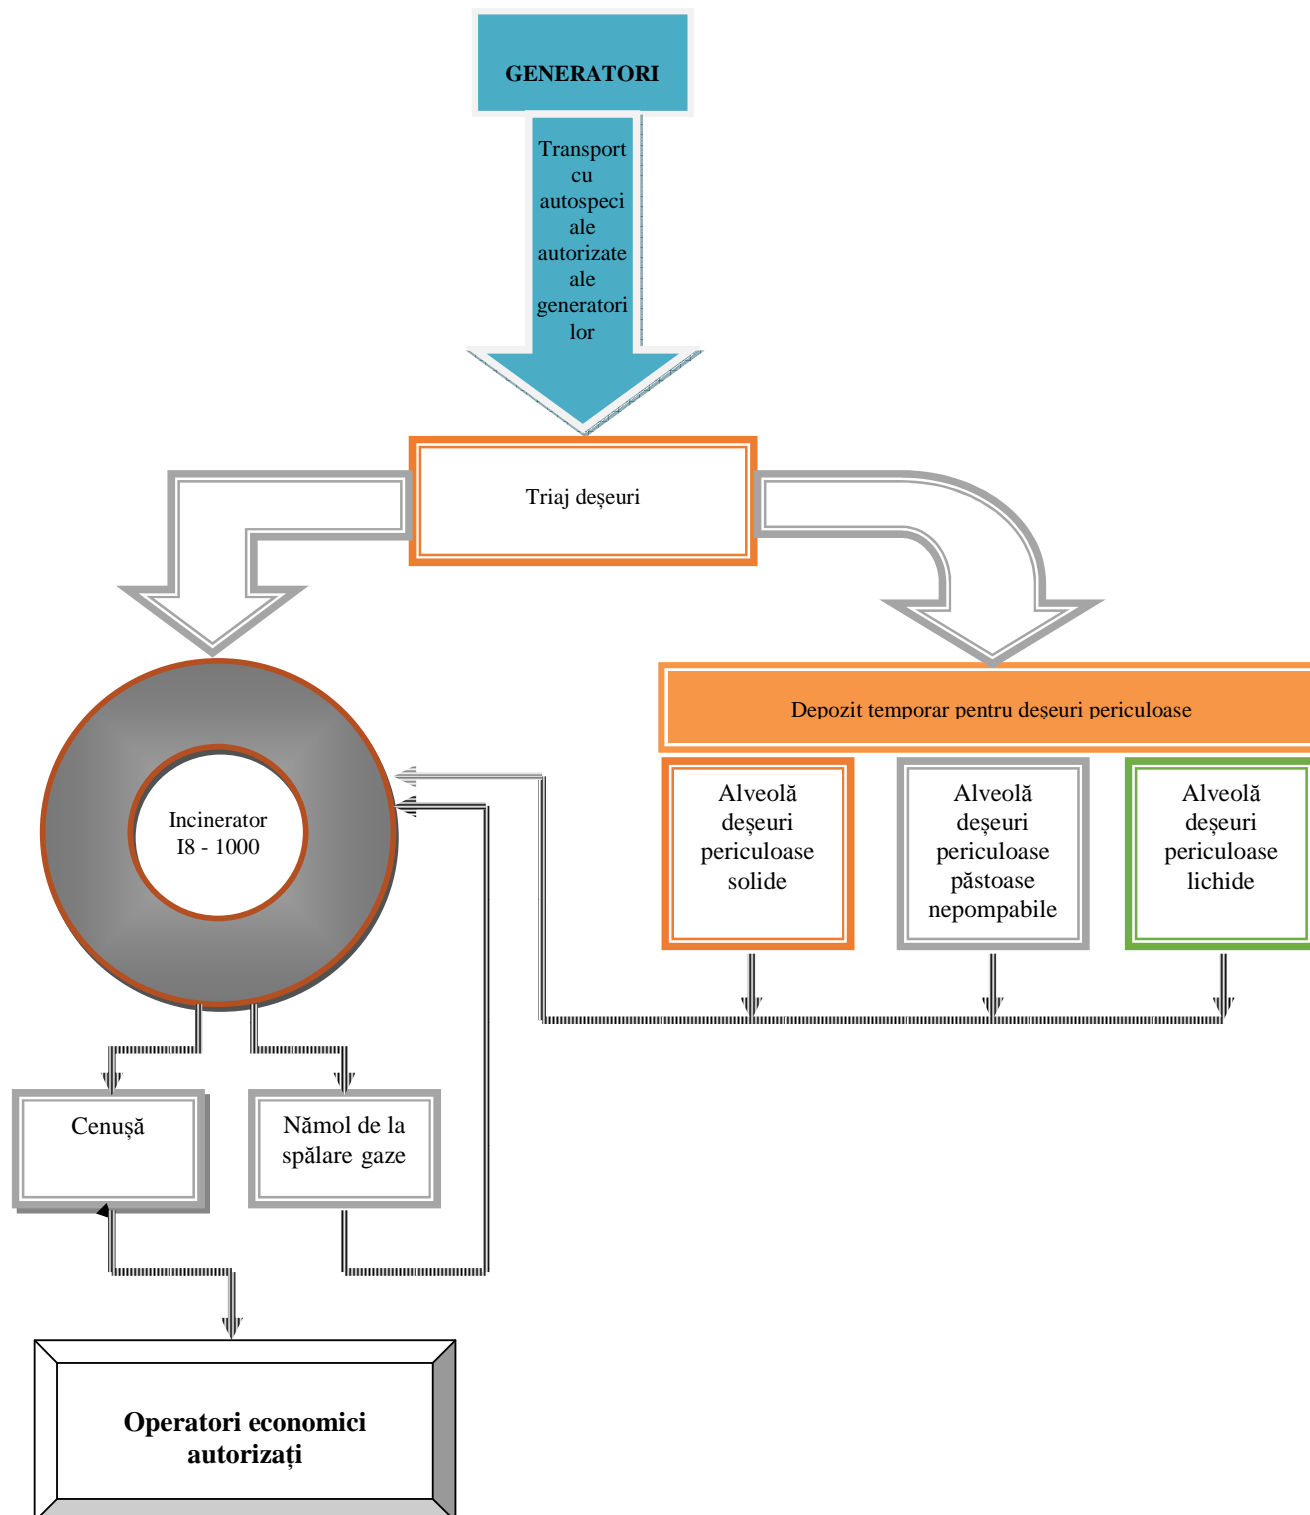 GENERATORI
Transport
cu
autospeci
ale
autorizate
ale
generatori
lor
Triaj deșeuri
Depozit temporar pentru deșeuri periculoase
Incinerator
I8 - 1000
Alveolă
deșeuri
periculoase
solide
Alveolă
deșeuri
periculoase
păstoase
nepompabile
Alveolă
deșeuri
periculoase
lichide
Cenușă
Nămol de la
spălare gaze
Operatori economici
autorizați